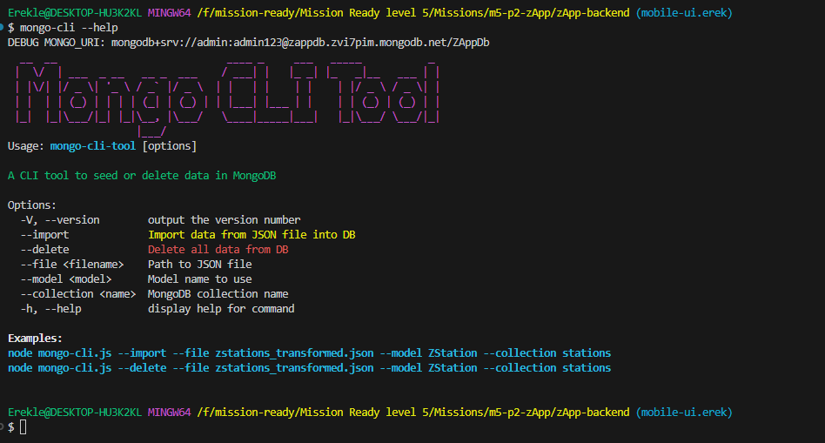 Erekle@DESKTOP-HU3K2KL MINGW64 /f/mission-ready/Mission Ready level 5/Missions/m5-p2-zApp/zApp-backend (mobile-ui.erek)
$ mongo-cli --help
DEBUG MONGO_URI: mongodb+srv://admin:admin123@zappdb.zvi7pim.mongodb.net/ZAppDb
Mongo CLI Tool
Usage: mongo-cli-tool [options]
A CLI tool to seed or delete data in MongoDB
Options:
-V, --version output the version number
--import Import data from JSON file into DB
--delete Delete all data from DB
--file <filename> Path to JSON file
--model <model> Model name to use
--collection <name> MongoDB collection name
-h, --help display help for command
Examples:
node mongo-cli.js --import --file zstations_transformed.json --model ZStation --collection stations
node mongo-cli.js --delete --file zstations_transformed.json --model ZStation --collection stations
Erekle@DESKTOP-HU3K2KL MINGW64 /f/mission-ready/Mission Ready level 5/Missions/m5-p2-zApp/zApp-backend (mobile-ui.erek)
$